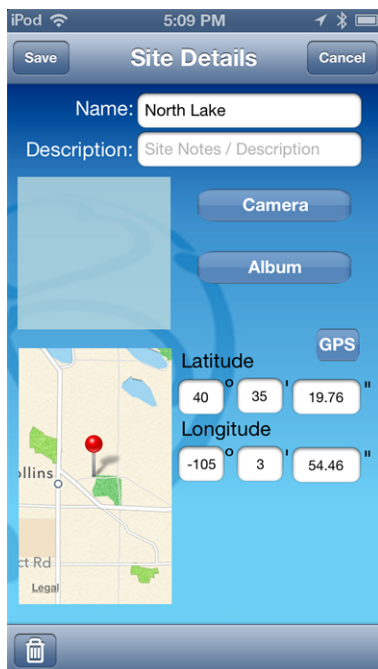 iPod 5:09 PM
Save Site Details Cancel
Name: North Lake
Description: Site Notes / Description
Camera
Album
GPS
Latitude
40 ° 35 ' 19.76 "
Longitude
-105 ° 3 ' 54.46 "
ollins
ct Rd
Legal